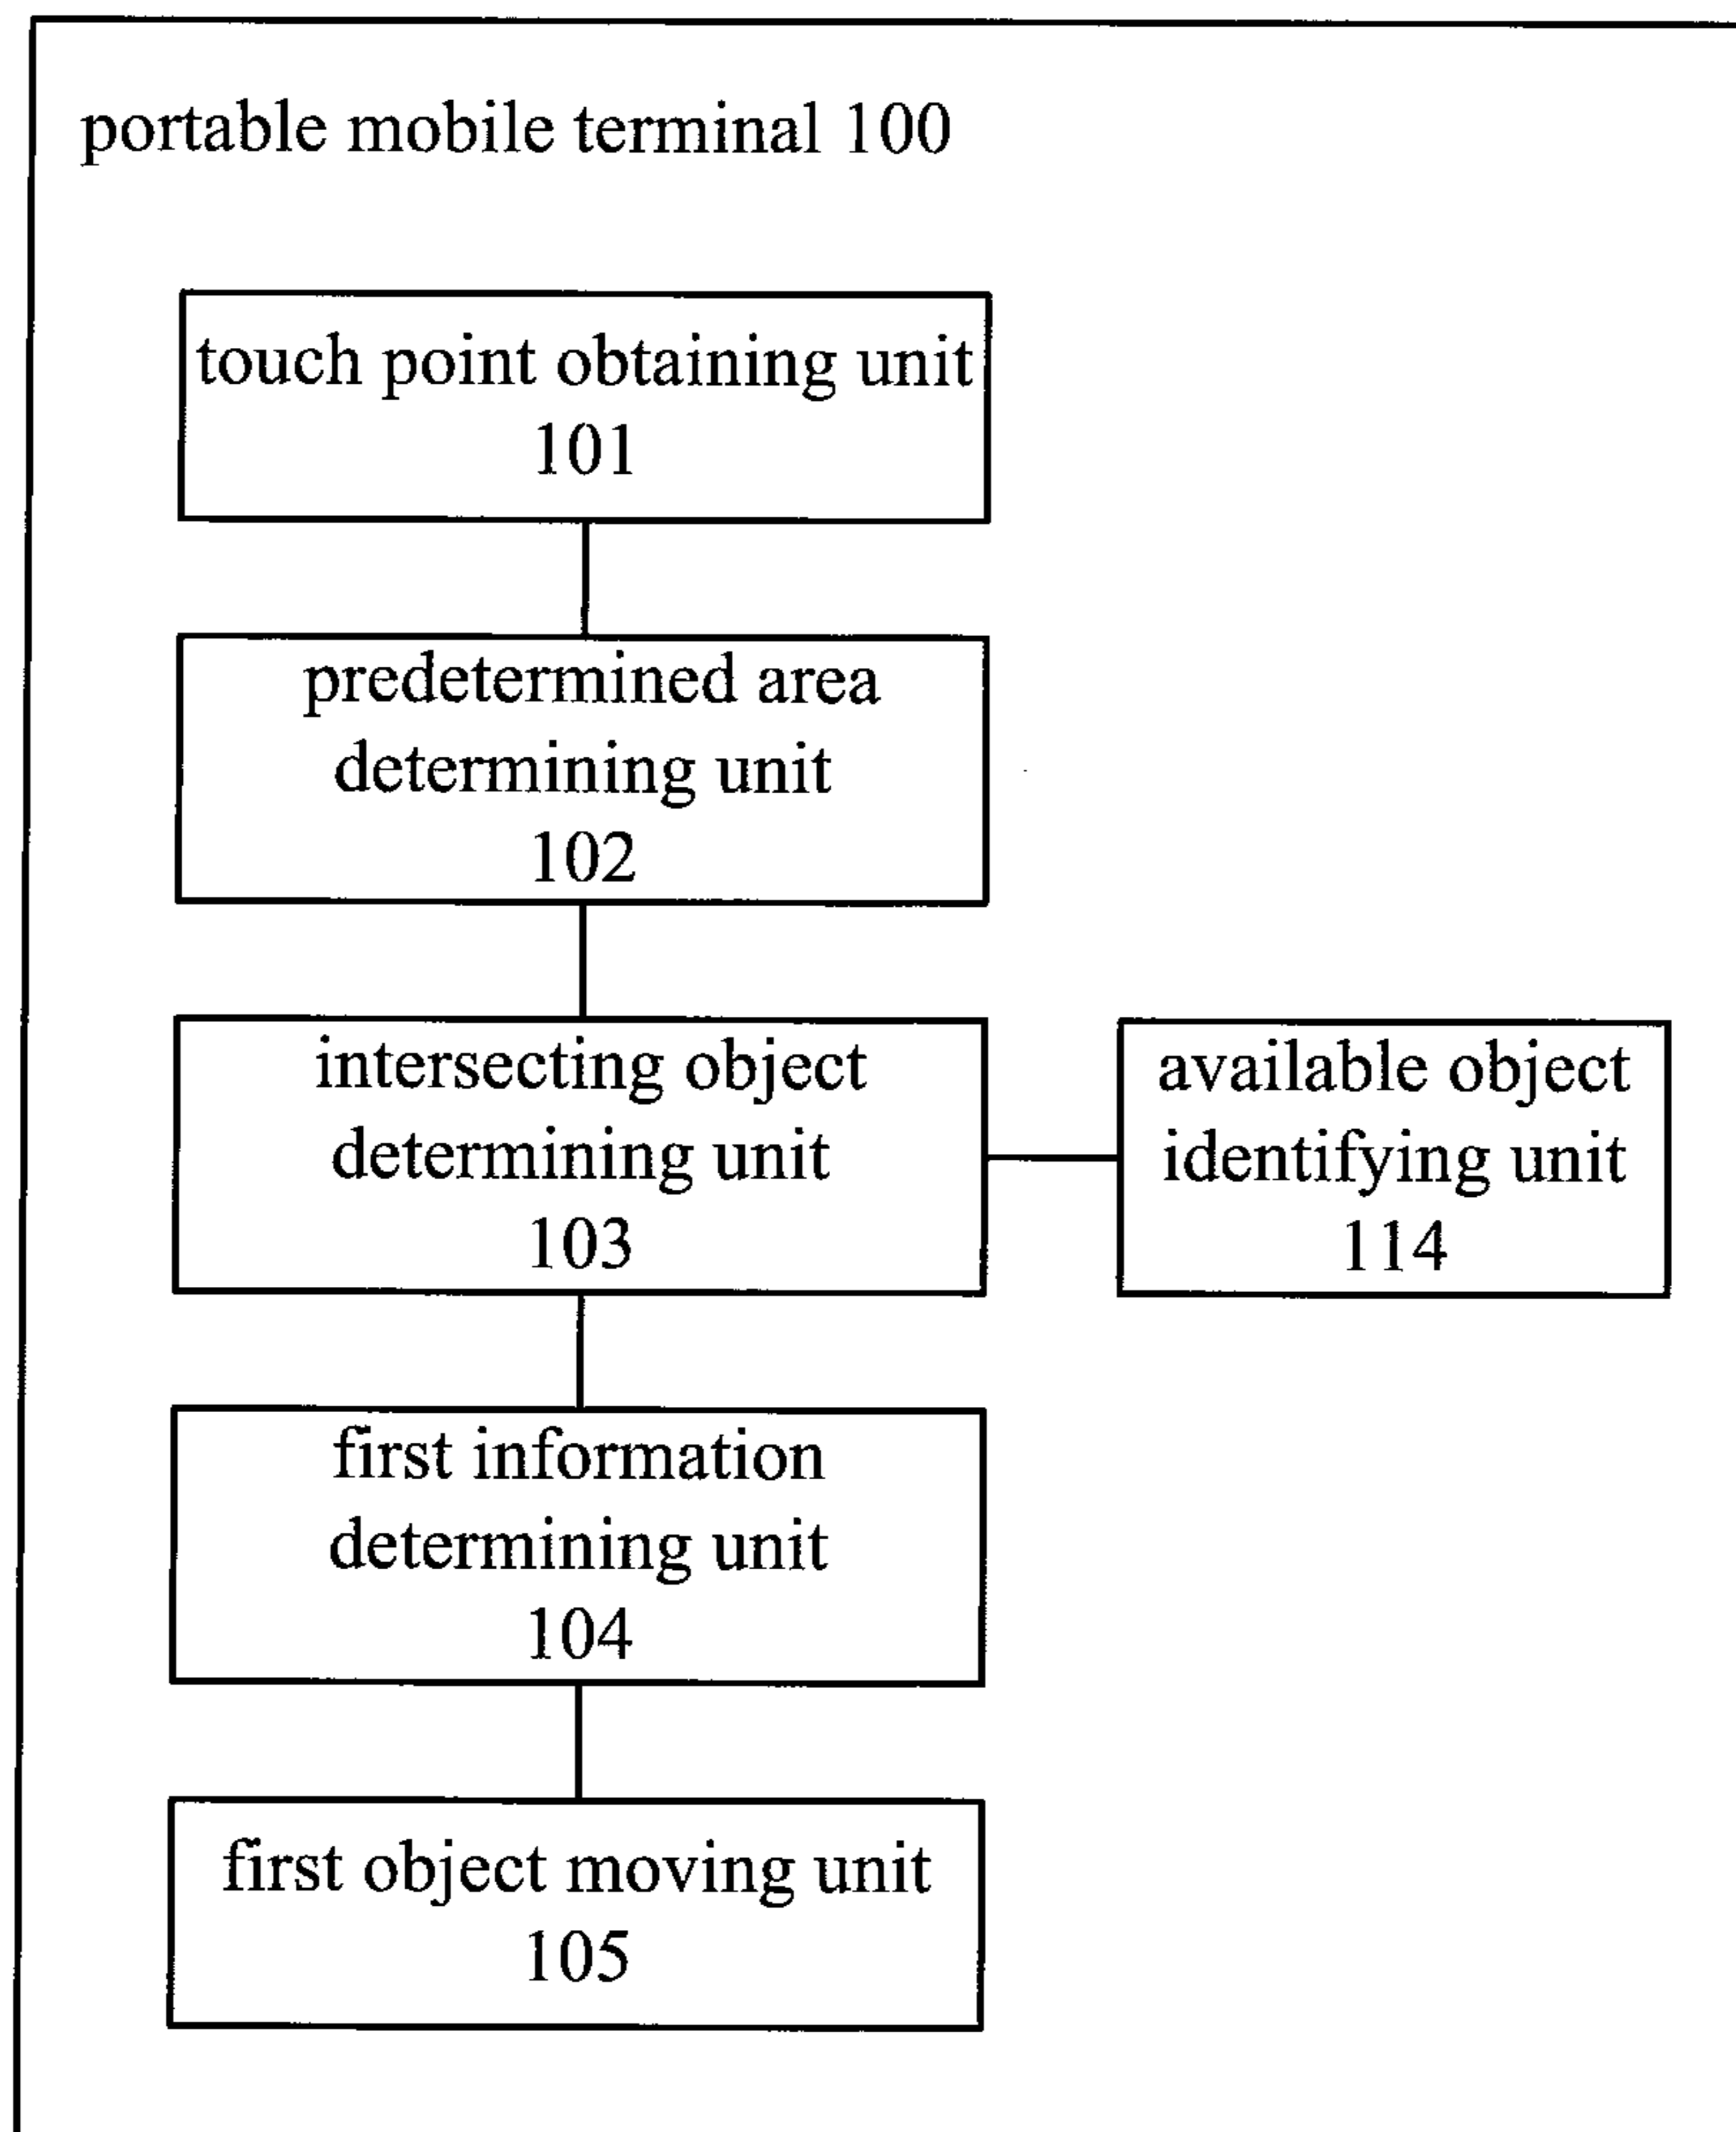 portable mobile terminal 100
touch point obtaining unit
101
predetermined area
determining unit
102
intersecting object
determining unit
103
available object
identifying unit
114
first information
determining unit
104
first object moving unit
105